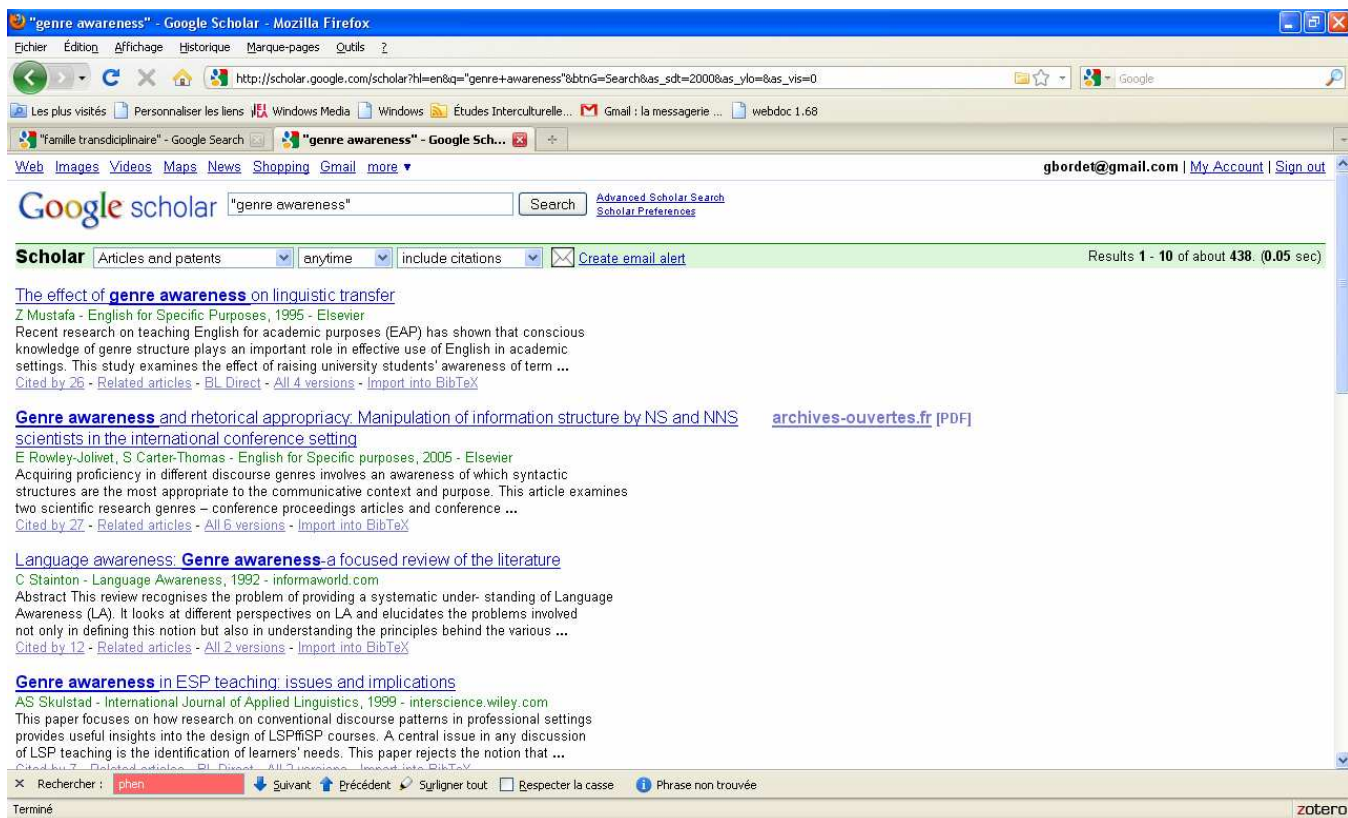 "genre awareness" - Google Scholar - Mozilla Firefox
Fichier Édition Affichage Historique Marque-pages Outils ?
http://scholar.google.com/scholar?hl=en&q="genre+awareness"&btnG=Search&as_sdt=2000&as_ylo=&as_vis=0 Google
Les plus visités Personnaliser les liens Windows Media Windows Études Interculturelle... Gmail : la messagerie ... webdoc 1.68
"famille transdiciplinaire" - Google Search "genre awareness" - Google Sch...
Web Images Videos Maps News Shopping Gmail more ▼ gbordet@gmail.com | My Account | Sign out
Google scholar "genre awareness" Search Advanced Scholar Search
Scholar Preferences
Scholar Articles and patents anytime include citations Create email alert Results 1 - 10 of about 438. (0.05 sec)
The effect of genre awareness on linguistic transfer
Z Mustafa - English for Specific Purposes, 1995 - Elsevier
Recent research on teaching English for academic purposes (EAP) has shown that conscious
knowledge of genre structure plays an important role in effective use of English in academic
settings. This study examines the effect of raising university students' awareness of term ...
Cited by 26 - Related articles - BL Direct - All 4 versions - Import into BibTeX
Genre awareness and rhetorical appropriacy: Manipulation of information structure by NS and NNS archives-ouvertes.fr [PDF]
scientists in the international conference setting
E Rowley-Jolivet, S Carter-Thomas - English for Specific purposes, 2005 - Elsevier
Acquiring proficiency in different discourse genres involves an awareness of which syntactic
structures are the most appropriate to the communicative context and purpose. This article examines
two scientific research genres – conference proceedings articles and conference ...
Cited by 27 - Related articles - All 6 versions - Import into BibTeX
Language awareness: Genre awareness-a focused review of the literature
C Stainton - Language Awareness, 1992 - informaworld.com
Abstract This review recognises the problem of providing a systematic under- standing of Language
Awareness (LA). It looks at different perspectives on LA and elucidates the problems involved
not only in defining this notion but also in understanding the principles behind the various ...
Cited by 12 - Related articles - All 2 versions - Import into BibTeX
Genre awareness in ESP teaching: issues and implications
AS Skulstad - International Journal of Applied Linguistics, 1999 - interscience.wiley.com
This paper focuses on how research on conventional discourse patterns in professional settings
provides useful insights into the design of LSPffiSP courses. A central issue in any discussion
of LSP teaching is the identification of learners' needs. This paper rejects the notion that ...
Cited by 7 - Related articles - BL Direct - All 2 versions - Import into BibTeX
Rechercher : phen Suivant Précédent Surligner tout Respecter la casse Phrase non trouvée
Terminé zotero